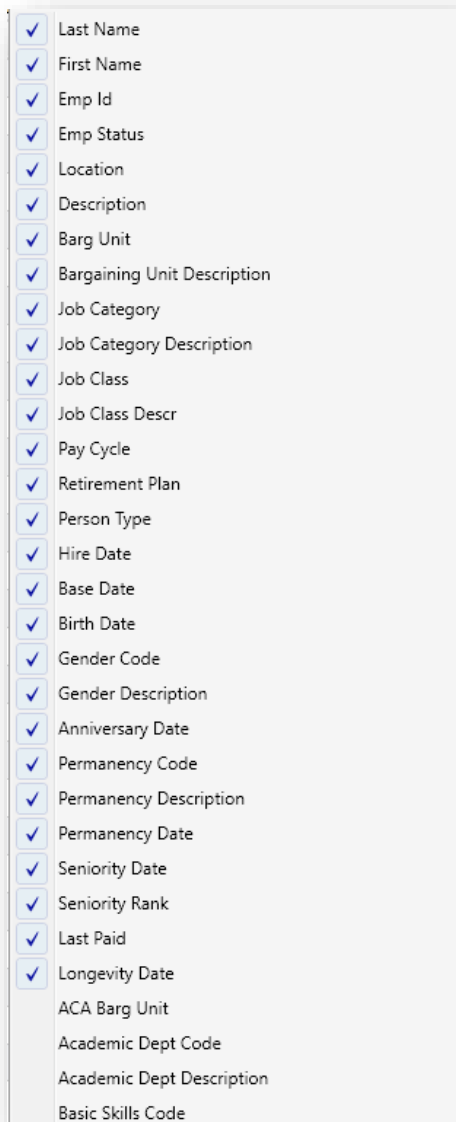 Last Name
First Name
Emp Id
Emp Status
Location
Description
Barg Unit
Bargaining Unit Description
Job Category
Job Category Description
Job Class
Job Class Descr
Pay Cycle
Retirement Plan
Person Type
Hire Date
Base Date
Birth Date
Gender Code
Gender Description
Anniversary Date
Permanency Code
Permanency Description
Permanency Date
Seniority Date
Seniority Rank
Last Paid
Longevity Date
ACA Barg Unit
Academic Dept Code
Academic Dept Description
Basic Skills Code